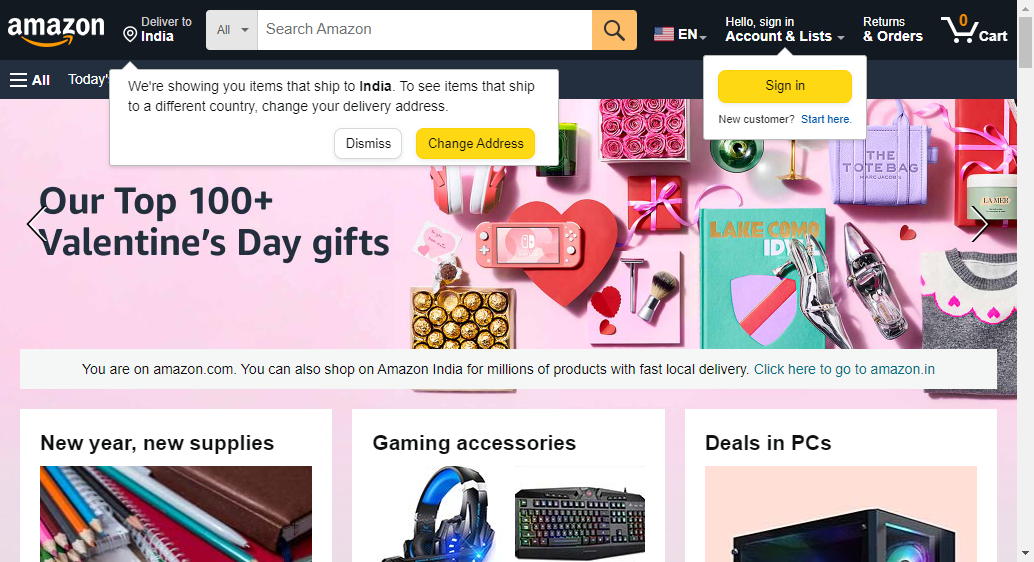 amazon
Deliver to
India
All
Search Amazon
EN
Hello, sign in
Account & Lists
Returns
& Orders
0
Cart
All
Today's
We're showing you items that ship to India. To see items that ship
to a different country, change your delivery address.
Dismiss
Change Address
Sign in
New customer? Start here.
Our Top 100+
Valentine's Day gifts
THE
TOTE BAG
MARC JACOBS
LA MER
LAKE COMO
IDYLL
You are on amazon.com. You can also shop on Amazon India for millions of products with fast local delivery. Click here to go to amazon.in
New year, new supplies
Gaming accessories
Deals in PCs